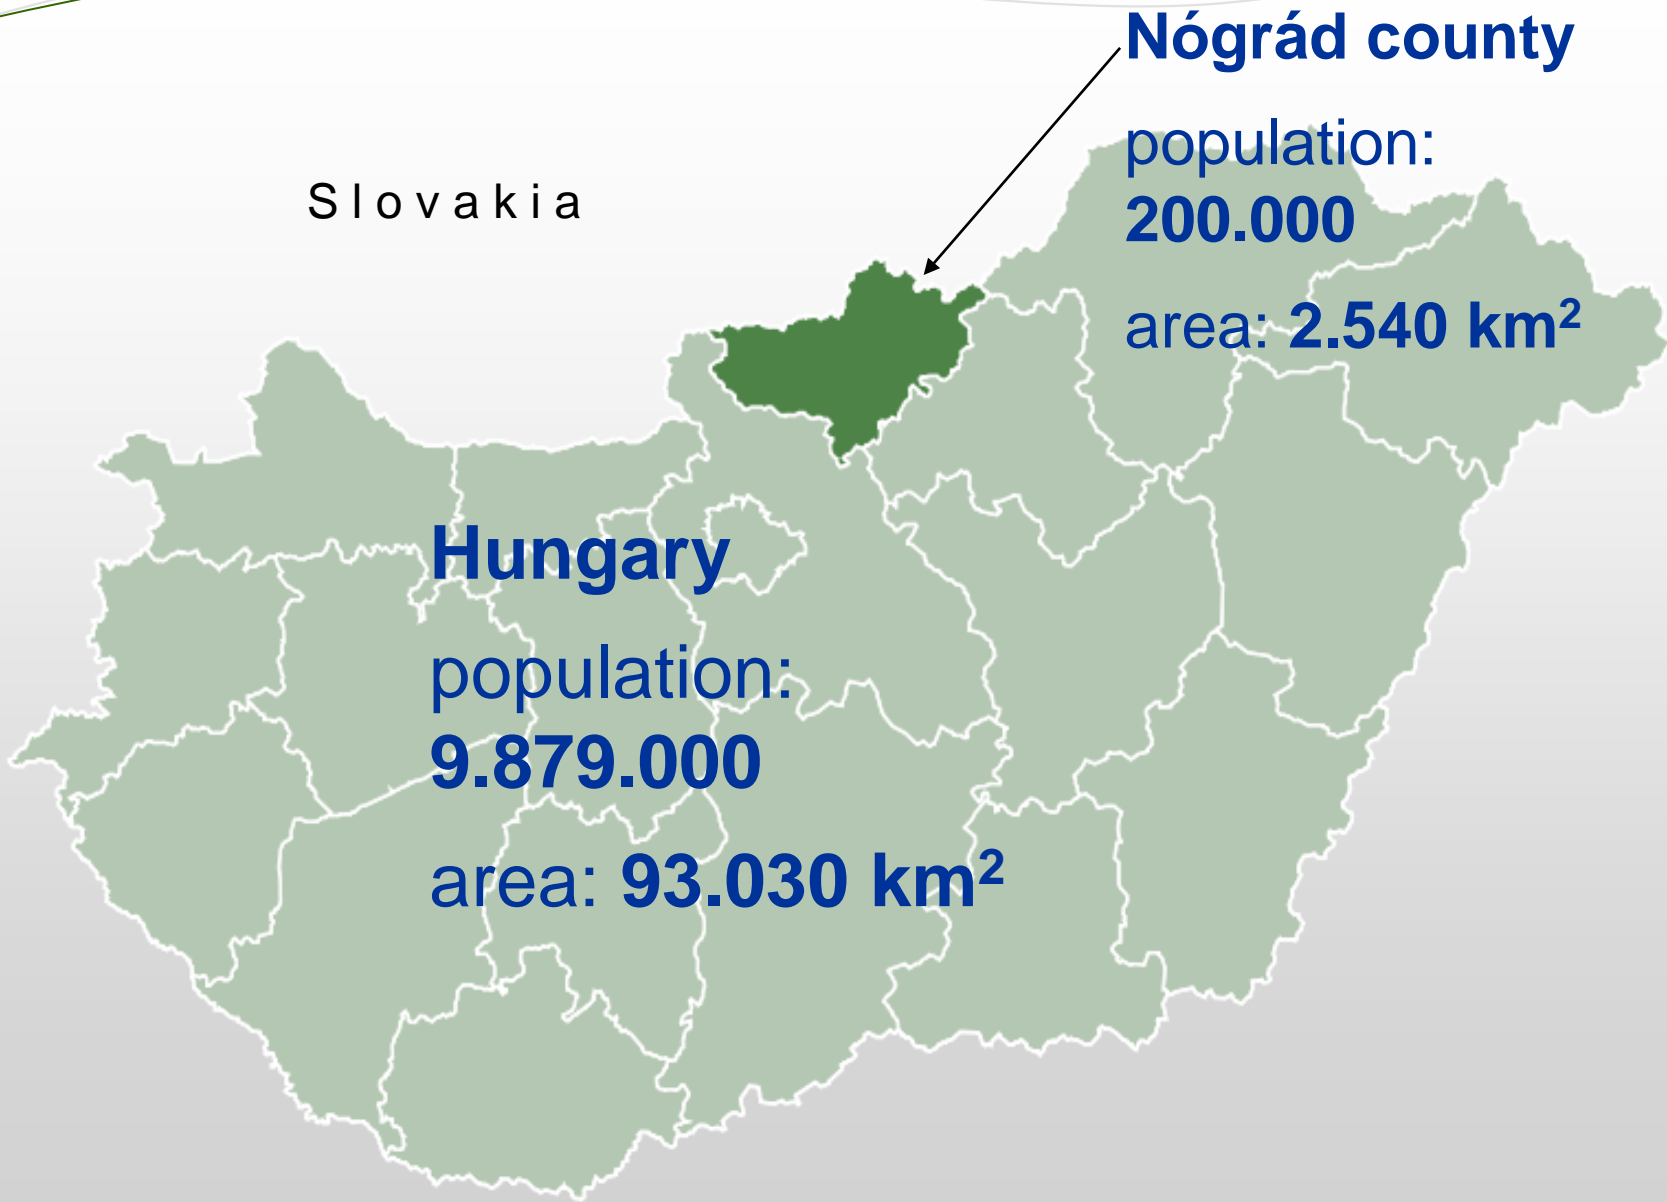 Nógrád county
population:
200.000
area: 2.540 km²
Slovakia
Hungary
population:
9.879.000
area: 93.030 km²